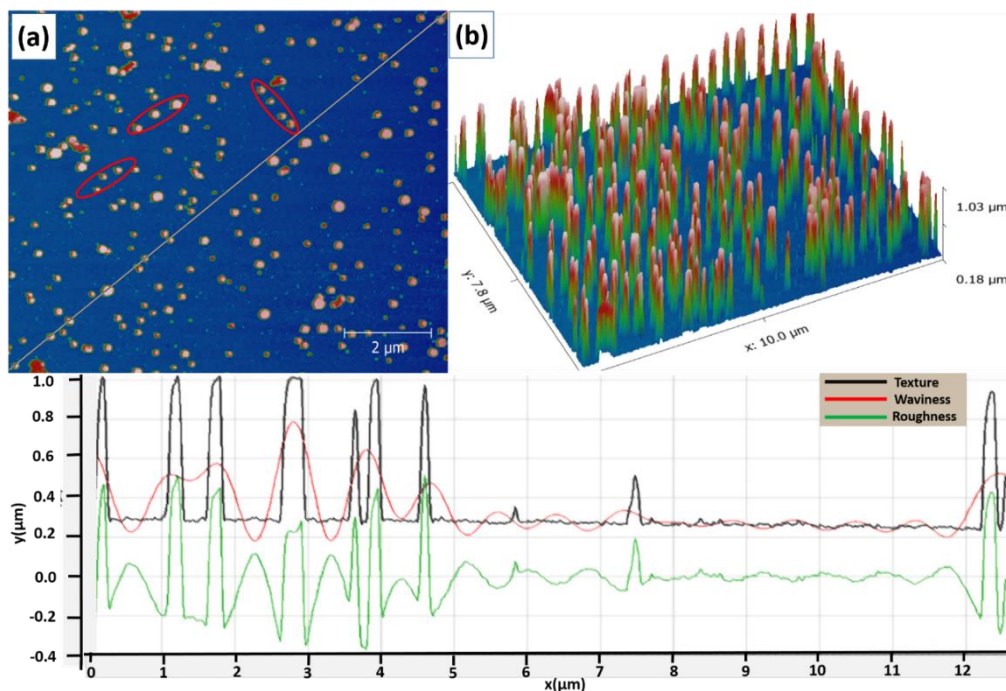 (a)
2 μm
(b)
1.03 μm
0.18 μm
y: 7.8 μm
x: 10.0 μm
Texture
Waviness
Roughness
y(μm)
1.0
0.8
0.6
0.4
0.2
0.0
-0.2
-0.4
0 1 2 3 4 5 6 7 8 9 10 11 12
x(μm)